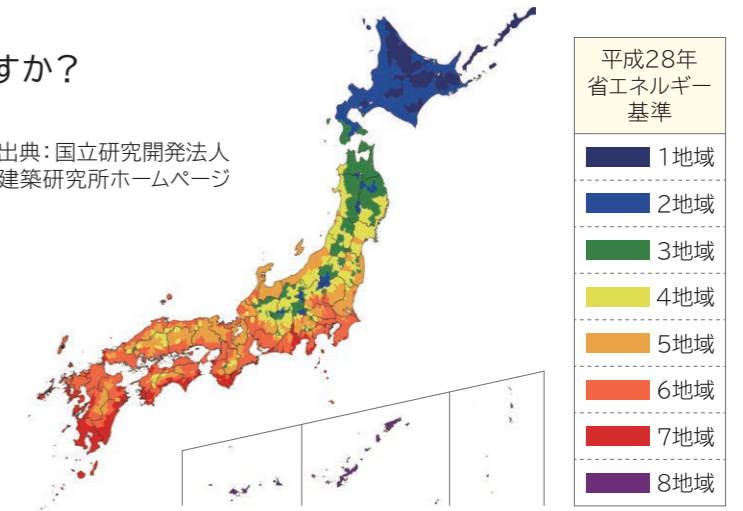 すか？
出典：国立研究開発法人
建築研究所ホームページ
平成28年
省エネルギー
基準
1地域
2地域
3地域
4地域
5地域
6地域
7地域
8地域